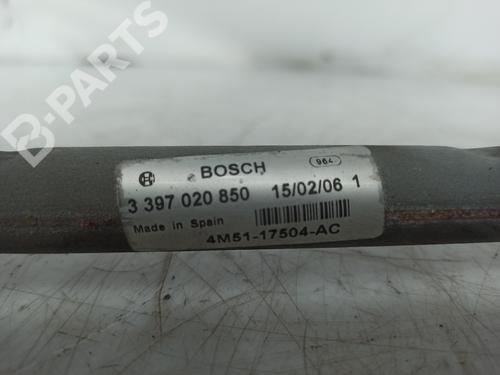 B-PARTS
BOSCH
964
3 397 020 850 15/02/06 1
Made in Spain
4M51-17504-AC